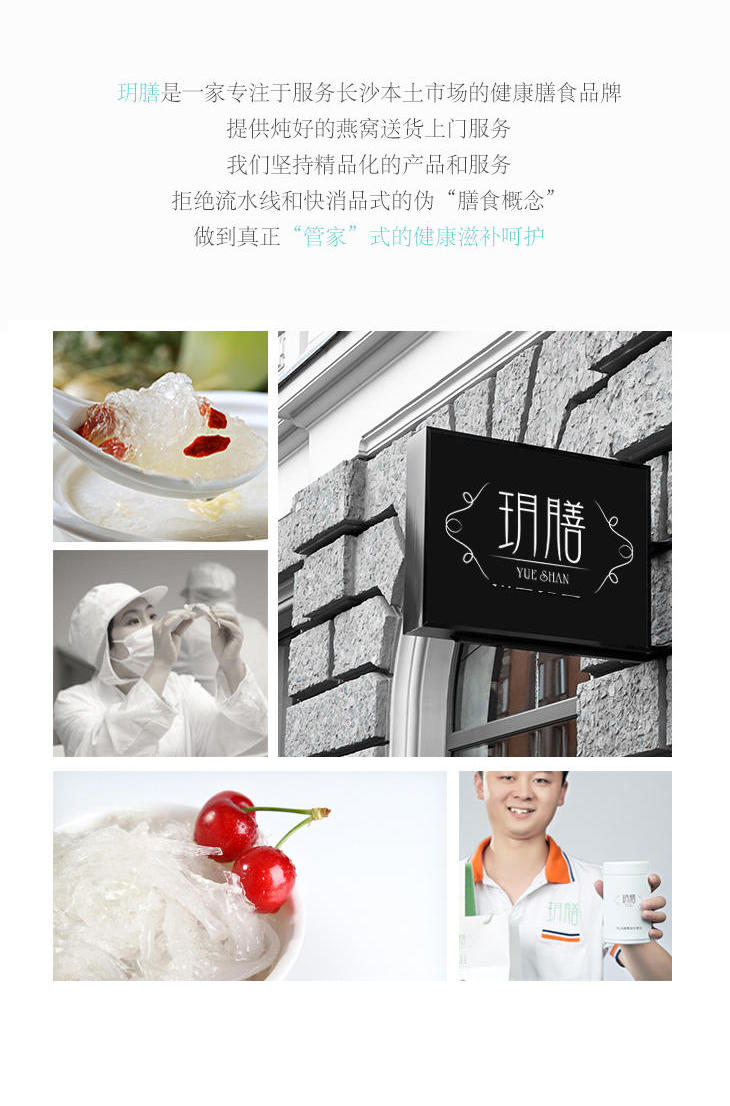 玥膳是一家专注于服务长沙本土市场的健康膳食品牌
提供炖好的燕窝送货上门服务
我们坚持精品化的产品和服务
拒绝流水线和快消品式的伪“膳食概念”
做到真正“管家”式的健康滋补呵护
玥膳
YUE SHAN
玥膳
玥膳